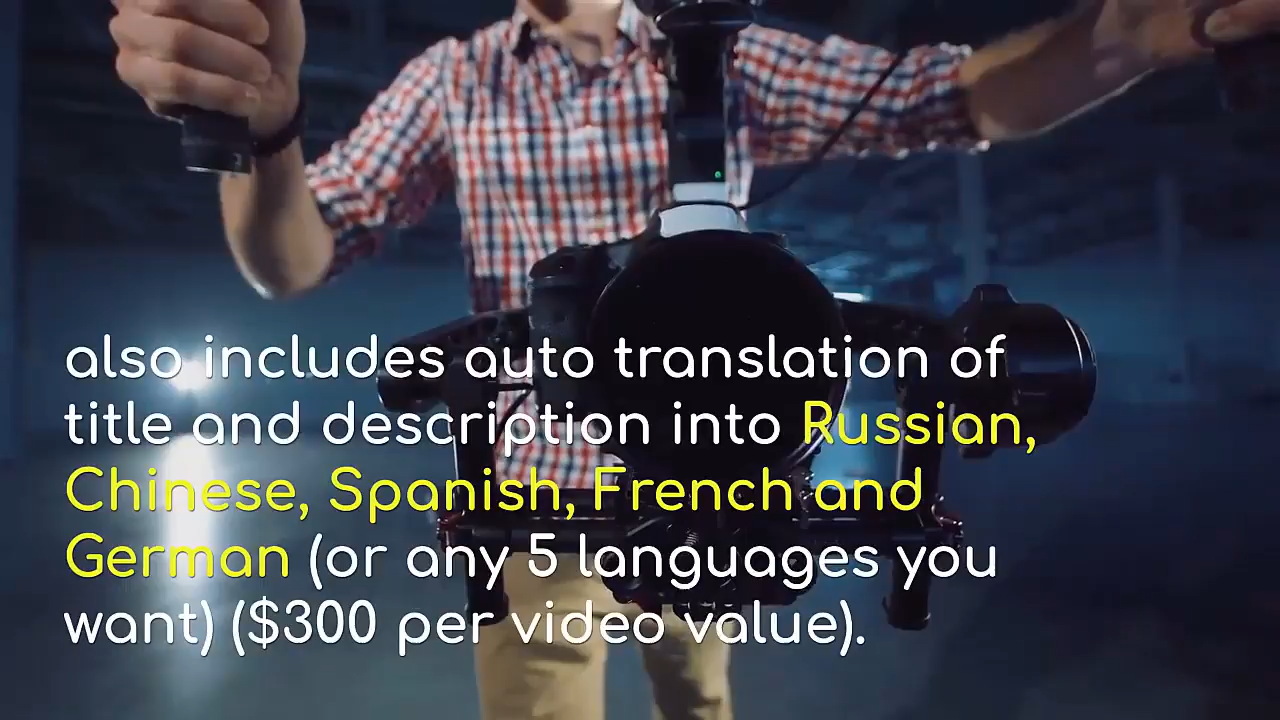 also includes auto translation of
title and description into Russian,
Chinese, Spanish, French and
German (or any 5 languages you
want) ($300 per video value).